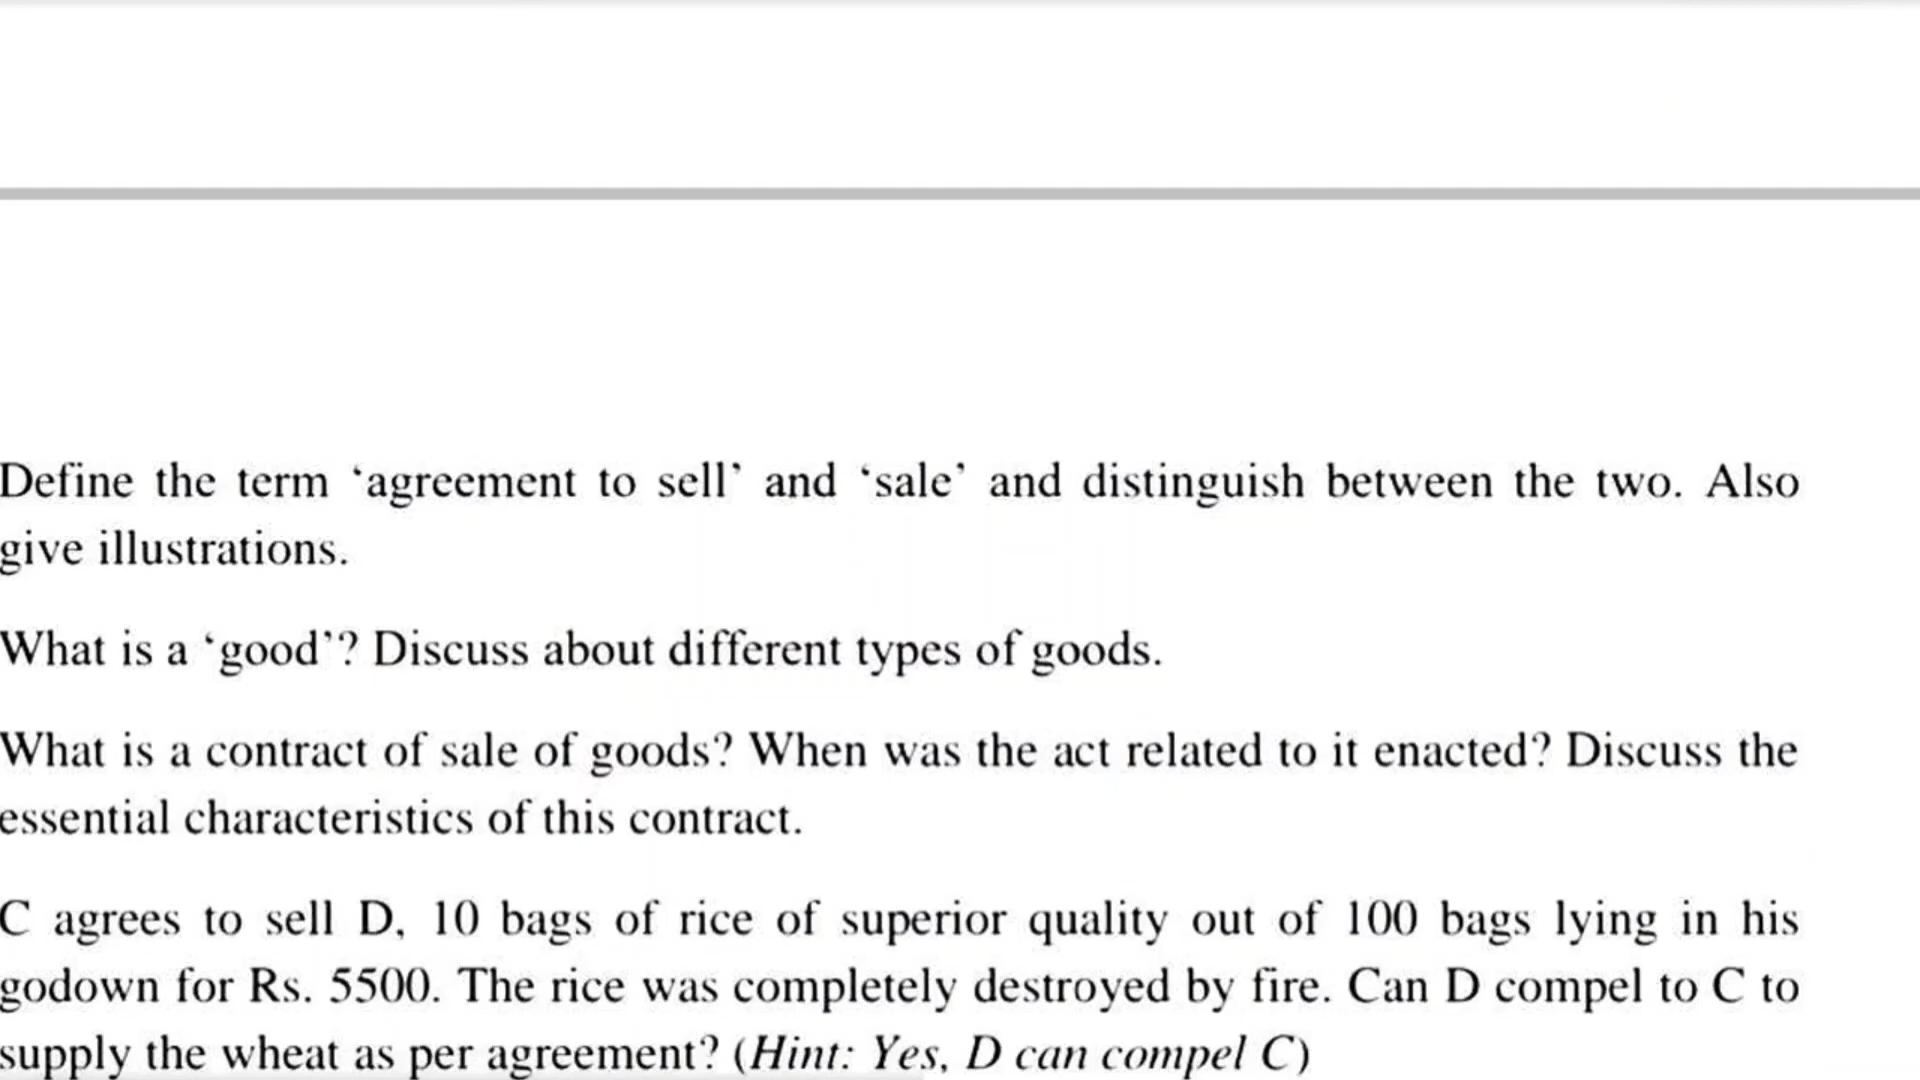 Define the term ‘agreement to sell’ and ‘sale’ and distinguish between the two. Also
give illustrations.
What is a ‘good’? Discuss about different types of goods.
What is a contract of sale of goods? When was the act related to it enacted? Discuss the
essential characteristics of this contract.
C agrees to sell D, 10 bags of rice of superior quality out of 100 bags lying in his
godown for Rs. 5500. The rice was completely destroyed by fire. Can D compel to C to
supply the wheat as per agreement? (Hint: Yes, D can compel C)